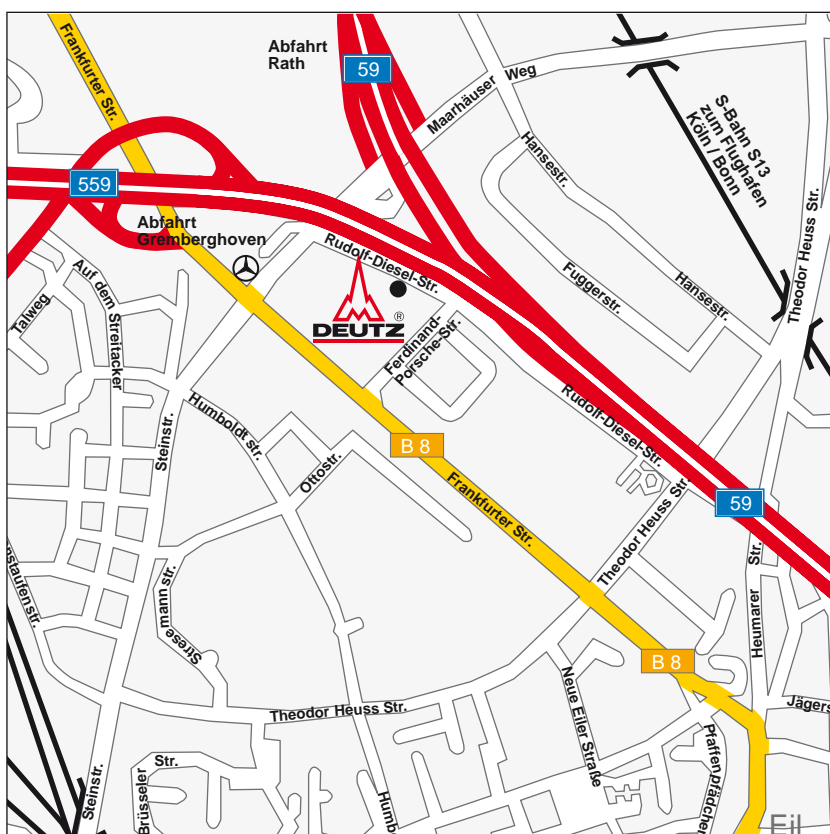 Frankfurter Str.
Abfahrt
Rath
59
Maarhäuser Weg
S-Bahn S13
zum Flughafen
Köln / Bonn
Hansestr.
559
Abfahrt
Gremberghoven
Theodor Heuss Str.
Rudolf-Diesel-Str.
Auf dem Streitacker
Talweg
Fuggerstr.
Hansestr.
DEUTZ ®
Ferdinand-
Porsche-Str.
Rudolf-Diesel-Str.
Humboldt str.
Steinstr.
B 8
Ottostr.
Frankfurter Str.
59
Theodor Heuss Str.
nstaufen str.
Strese mann str.
Heumarer Str.
B 8
Neue Eiler Straße
Theodor Heuss Str.
Jägers
Pfaffenpfädchen
Brüsseler Str.
Steinstr.
Humb
Eil